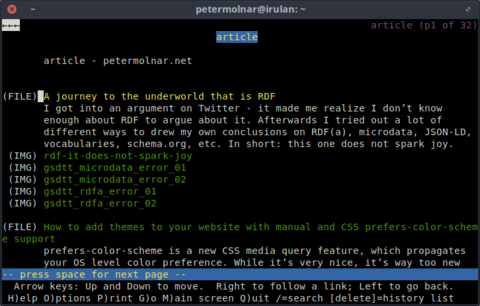 petermolnar@irulan: ~
←←← article (p1 of 32)
article
article - petermolnar.net
(FILE) A journey to the underworld that is RDF
I got into an argument on Twitter - it made me realize I don’t know
enough about RDF to argue about it. Afterwards I tried out a lot of
different ways to drew my own conclusions on RDF(a), microdata, JSON-LD,
vocabularies, schema.org, etc. In short: this one does not spark joy.
(IMG) rdf-it-does-not-spark-joy
(IMG) gsdtt_microdata_error_01
(IMG) gsdtt_microdata_error_02
(IMG) gsdtt_rdfa_error_01
(IMG) gsdtt_rdfa_error_02
(FILE) How to add themes to your website with manual and CSS prefers-color-schem
e support
prefers-color-scheme is a new CSS media query feature, which propagates
your OS level color preference. While it’s very nice, it’s way too new
-- press space for next page --
Arrow keys: Up and Down to move. Right to follow a link; Left to go back.
H)elp O)ptions P)rint G)o M)ain screen Q)uit /=search [delete]=history list